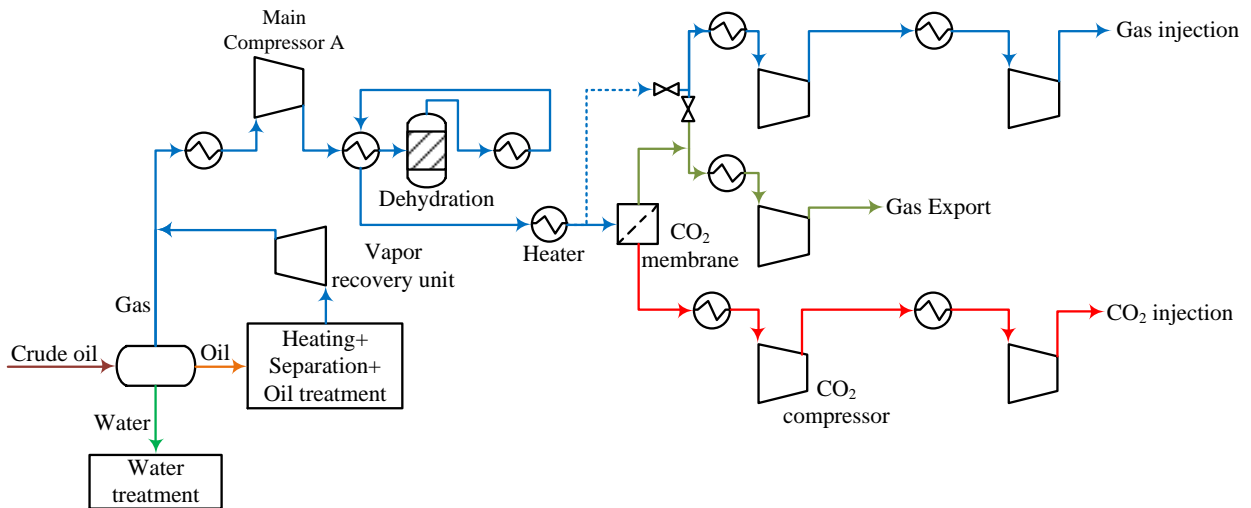 Main
Compressor A
Gas injection
Dehydration
Gas Export
CO₂
membrane
Heater
Vapor
recovery unit
Gas
CO₂ injection
Crude oil
Oil
Heating+
Separation+
Oil treatment
CO₂
compressor
Water
Water
treatment